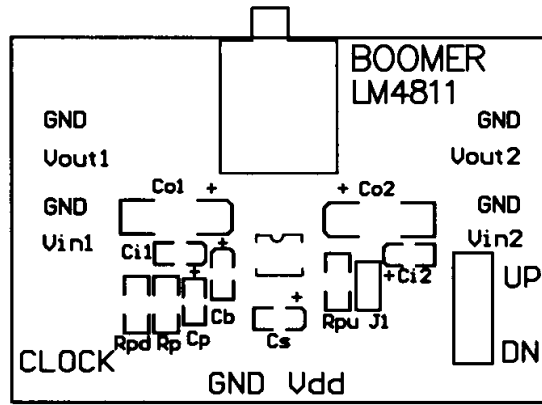 BOOMER
LM4811
GND GND
Vout1 Vout2
Co1 + + Co2
GND GND
Vin1 Vin2
Ci1 + + Ci2
UP
+ +
Rpd Rp Cp Cb Cs Rpu J1
CLOCK DN
GND Vdd